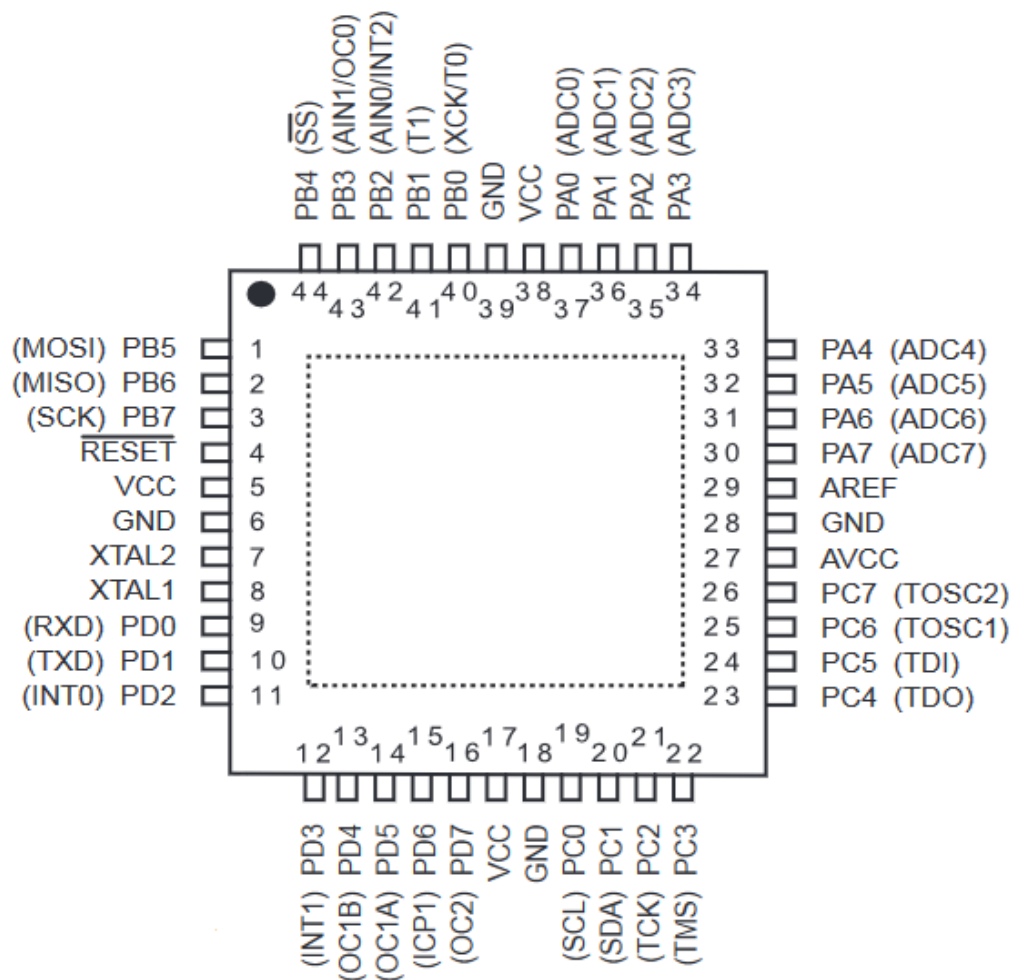 PB4 (SS)
PB3 (AIN1/OC0)
PB2 (AIN0/INT2)
PB1 (T1)
PB0 (XCK/T0)
GND
VCC
PA0 (ADC0)
PA1 (ADC1)
PA2 (ADC2)
PA3 (ADC3)
44
43
42
41
40
39
38
37
36
35
34
(MOSI) PB5 1
(MISO) PB6 2
(SCK) PB7 3
RESET 4
VCC 5
GND 6
XTAL2 7
XTAL1 8
(RXD) PD0 9
(TXD) PD1 10
(INT0) PD2 11
33 PA4 (ADC4)
32 PA5 (ADC5)
31 PA6 (ADC6)
30 PA7 (ADC7)
29 AREF
28 GND
27 AVCC
26 PC7 (TOSC2)
25 PC6 (TOSC1)
24 PC5 (TDI)
23 PC4 (TDO)
12
13
14
15
16
17
18
19
20
21
22
(INT1) PD3
(OC1B) PD4
(OC1A) PD5
(ICP1) PD6
(OC2) PD7
VCC
GND
(SCL) PC0
(SDA) PC1
(TCK) PC2
(TMS) PC3